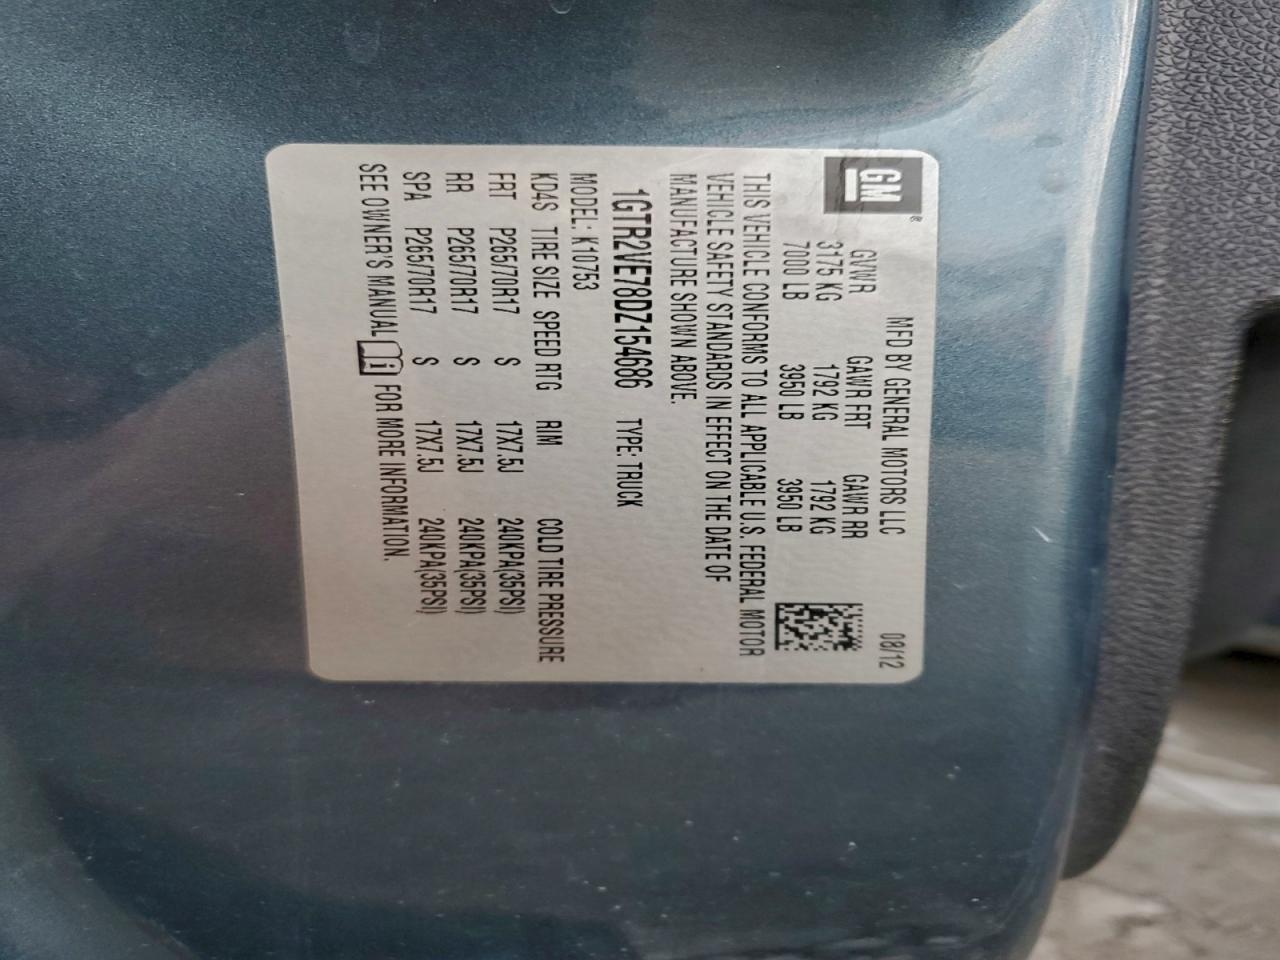 GM®
MFD BY GENERAL MOTORS LLC 08/12
GVWR GAWR FRT GAWR RR
3175 KG 1792 KG 1792 KG
7000 LB 3950 LB 3950 LB
THIS VEHICLE CONFORMS TO ALL APPLICABLE U.S. FEDERAL MOTOR
VEHICLE SAFETY STANDARDS IN EFFECT ON THE DATE OF
MANUFACTURE SHOWN ABOVE.
1GTR2VE78DZ154686 TYPE: TRUCK
MODEL: K10753
KD4S TIRE SIZE SPEED RTG RIM COLD TIRE PRESSURE
FRT P265/70R17 S 17X7.5J 240KPA(35PSI)
RR P265/70R17 S 17X7.5J 240KPA(35PSI)
SPA P265/70R17 S 17X7.5J 240KPA(35PSI)
SEE OWNER'S MANUAL FOR MORE INFORMATION.